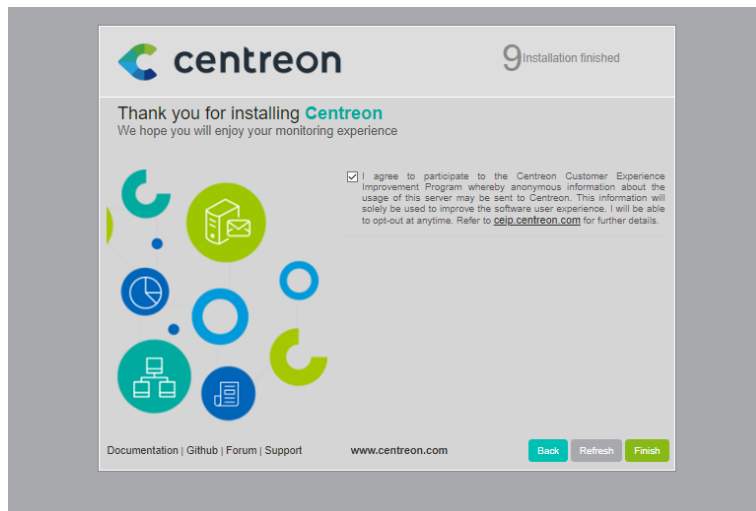 centreon
9 Installation finished
Thank you for installing Centreon
We hope you will enjoy your monitoring experience
I agree to participate to the Centreon Customer Experience
Improvement Program whereby anonymous information about the
usage of this server may be sent to Centreon. This information will
solely be used to improve the software user experience. I will be able
to opt-out at anytime. Refer to ceip.centreon.com for further details.
Documentation | Github | Forum | Support
www.centreon.com
Back Refresh Finish